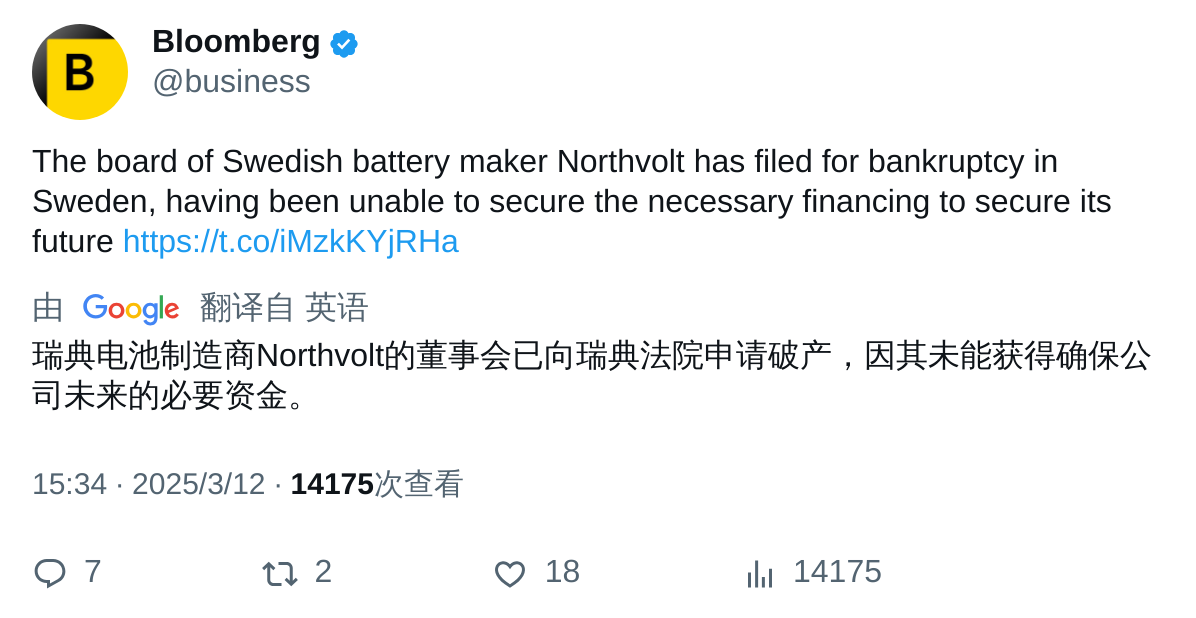 B
Bloomberg
@business
The board of Swedish battery maker Northvolt has filed for bankruptcy in
Sweden, having been unable to secure the necessary financing to secure its
future https://t.co/iMzkKYjRHa
由 Google 翻译自 英语
瑞典电池制造商Northvolt的董事会已向瑞典法院申请破产，因其未能获得确保公
司未来的必要资金。
15:34 · 2025/3/12 · 14175次查看
7 2 18 14175